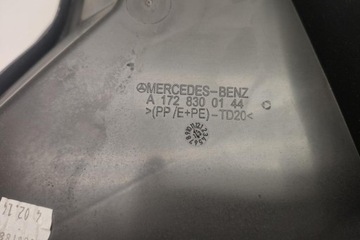 MERCEDES-BENZ
A 172 830 01 44
>(PP/E+PE)-TD20<